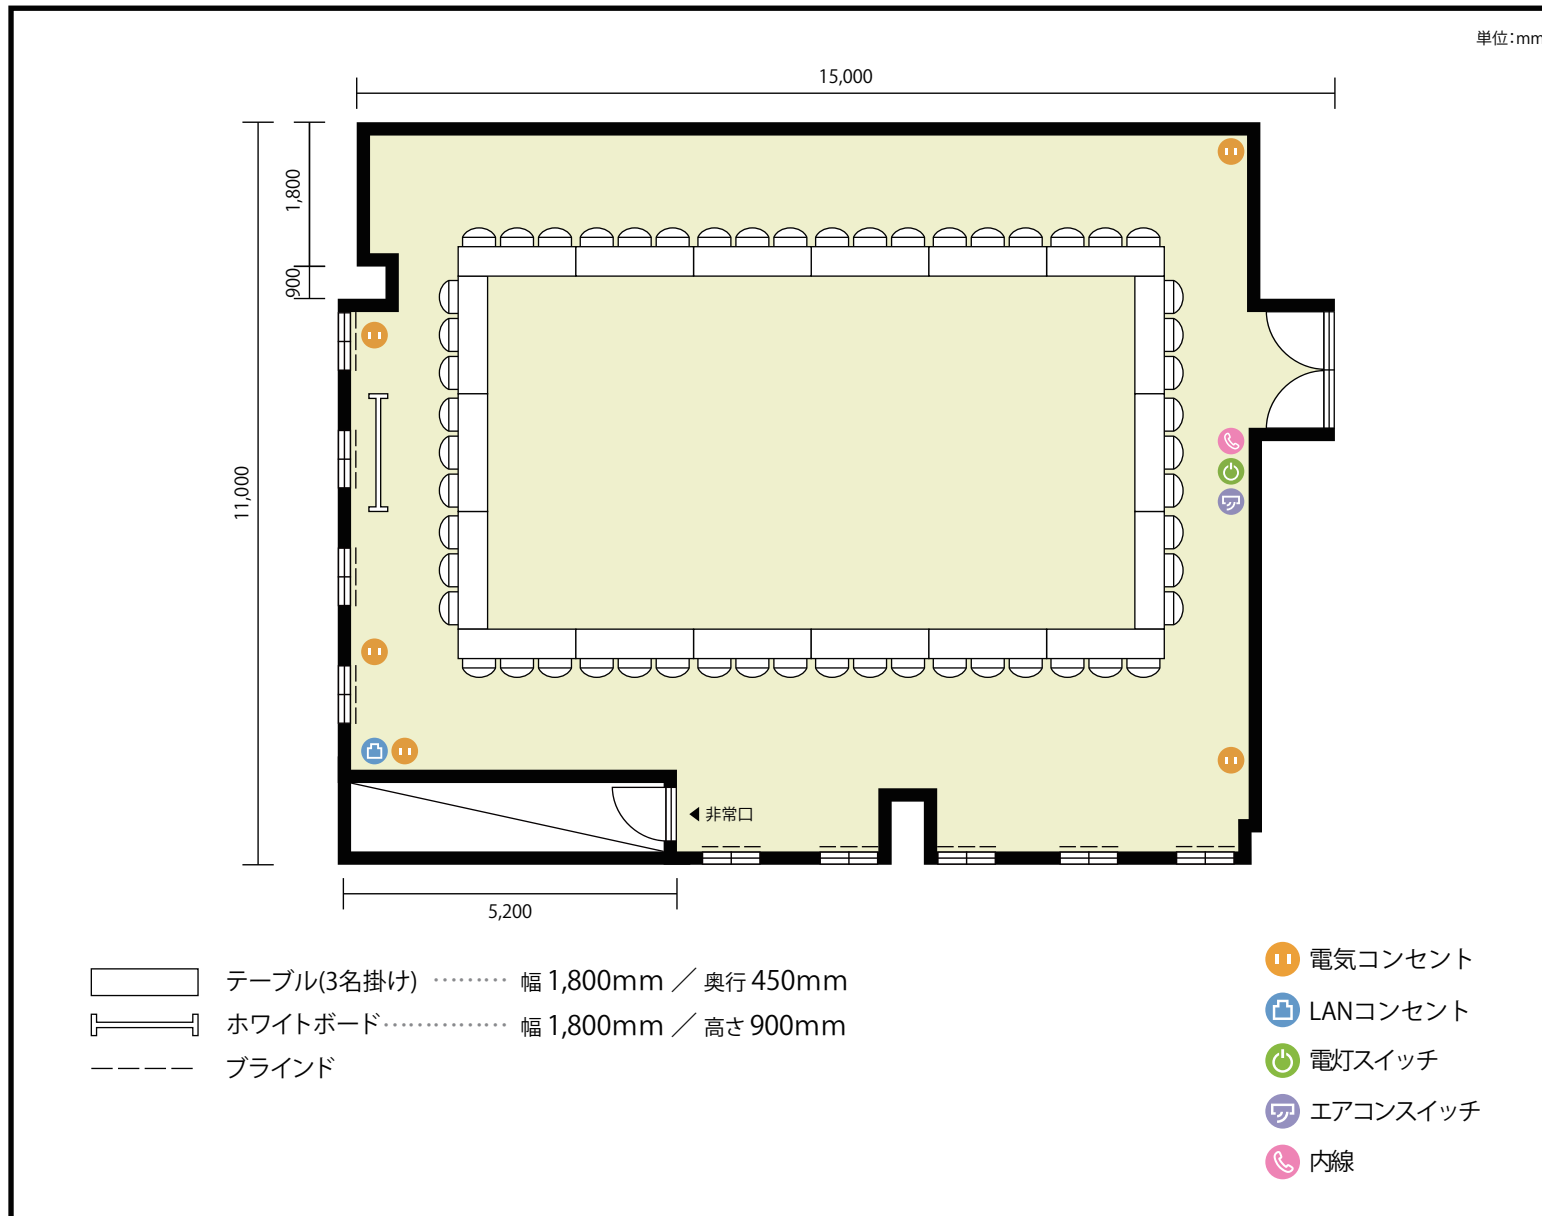 単位：mm
15,000
1,800
900
11,000
非常口
5,200
テーブル(3名掛け) ……… 幅 1,800mm ／ 奥行 450mm
ホワイトボード…………… 幅 1,800mm ／ 高さ 900mm
ブラインド
電気コンセント
LANコンセント
電灯スイッチ
エアコンスイッチ
内線